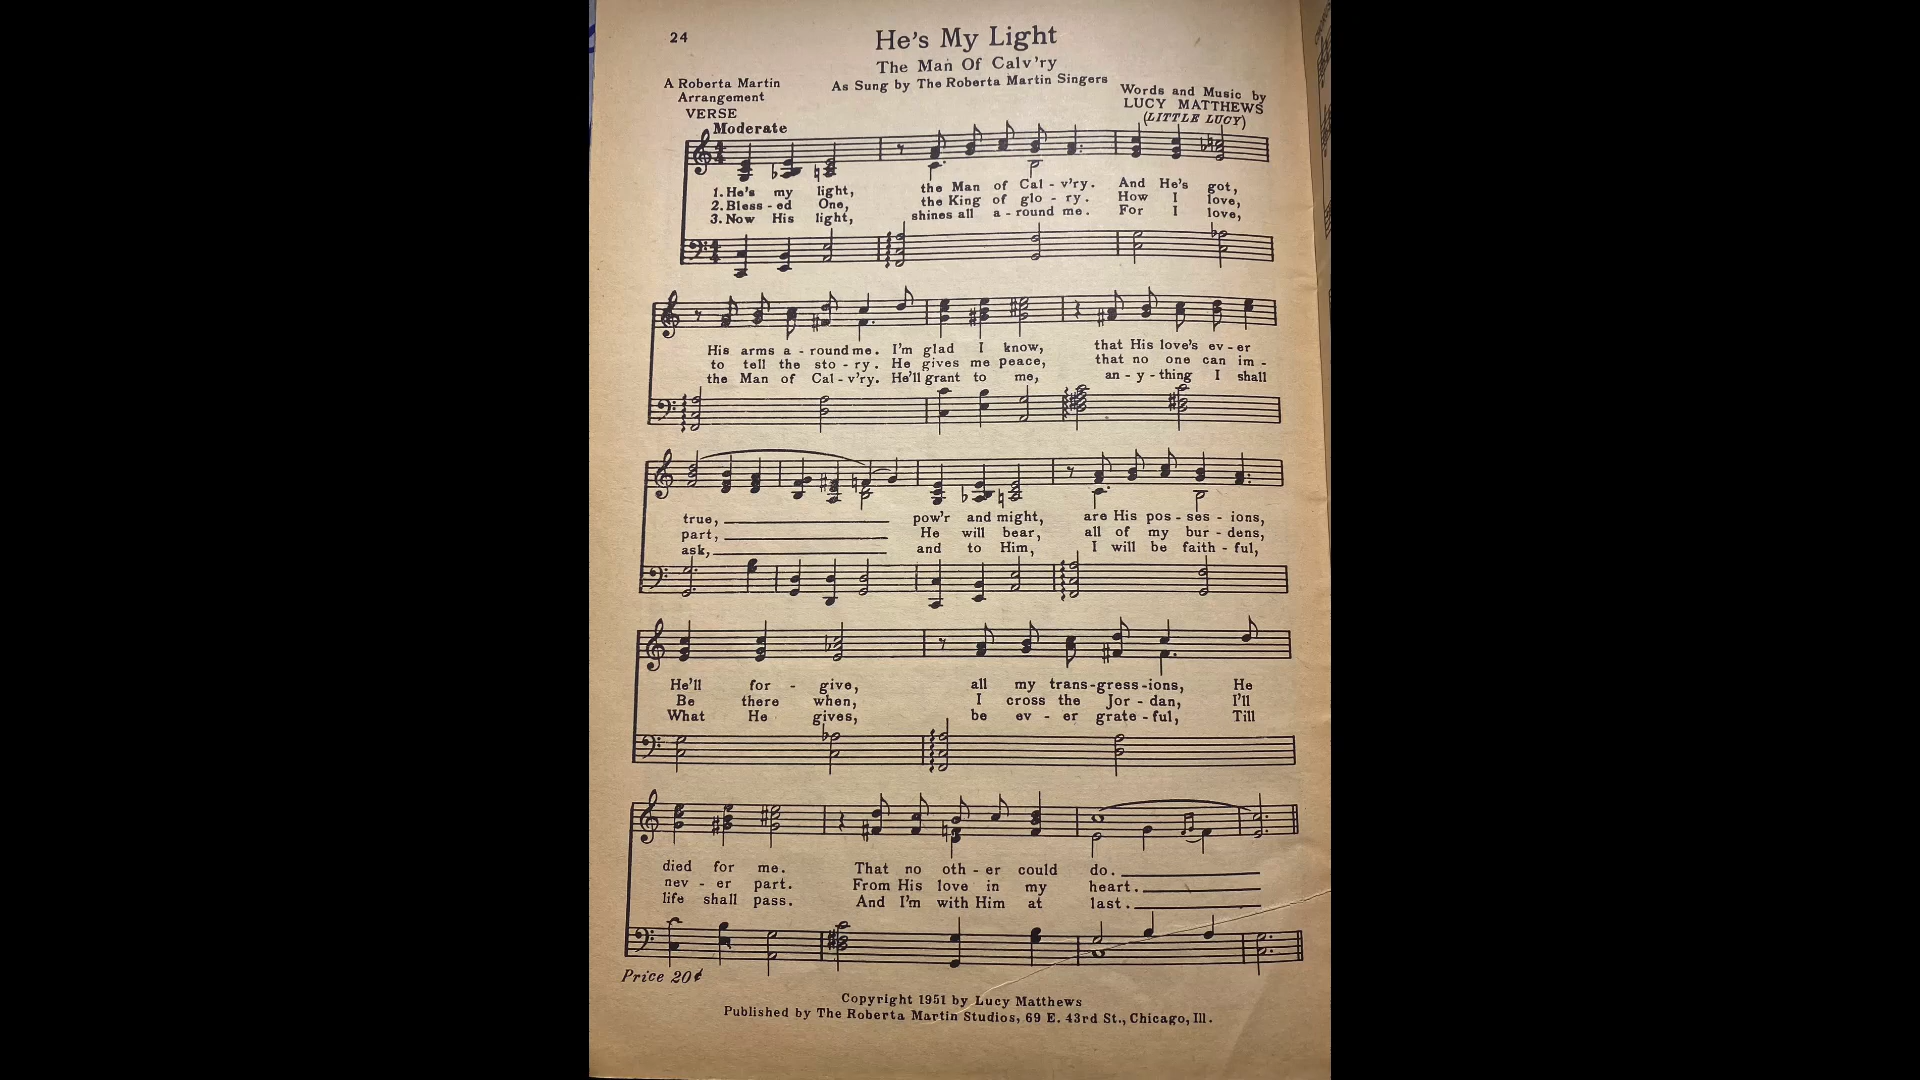 24
He's My Light
The Man Of Calv'ry
As Sung by The Roberta Martin Singers
A Roberta Martin
Arrangement
Words and Music by
LUCY MATTHEWS
(LITTLE LUCY)
VERSE
Moderate
1. He's my light, the Man of Cal - v'ry. And He's got,
2. Bless - ed One, the King of glo - ry. How I love,
3. Now His light, shines all a - round me. For I love,
His arms a - round me. I'm glad I know, that His love's ev - er
to tell the sto - ry. He gives me peace, that no one can im -
the Man of Cal - v'ry. He'll grant to me, an - y - thing I shall
true, pow'r and might, are His pos - ses - ions,
part, He will bear, all of my bur - dens,
ask, and to Him, I will be faith - ful,
He'll for - give, all my trans - gress - ions, He
Be there when, I cross the Jor - dan, I'll
What He gives, be ev - er grate - ful, Till
died for me. That no oth - er could do.
nev - er part. From His love in my heart.
life shall pass. And I'm with Him at last.
Price 20¢
Copyright 1951 by Lucy Matthews
Published by The Roberta Martin Studios, 69 E. 43rd St., Chicago, Ill.